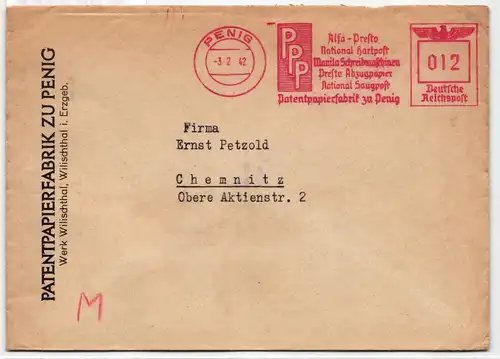 PATENTPAPIERFABRIK ZU PENIG
Werk Wilischthal, Wilischthal i. Erzgeb.
PENIG
-3.2.42
PPP
Alfa-Presto
National Hartpost
Manila Schreibmaschinen
Presto Abzugpapier
National Saugpost
Patentpapierfabrik zu Penig
012
Deutsche
Reichspost
Firma
Ernst Petzold
Chemnitz
Obere Aktienstr. 2
M